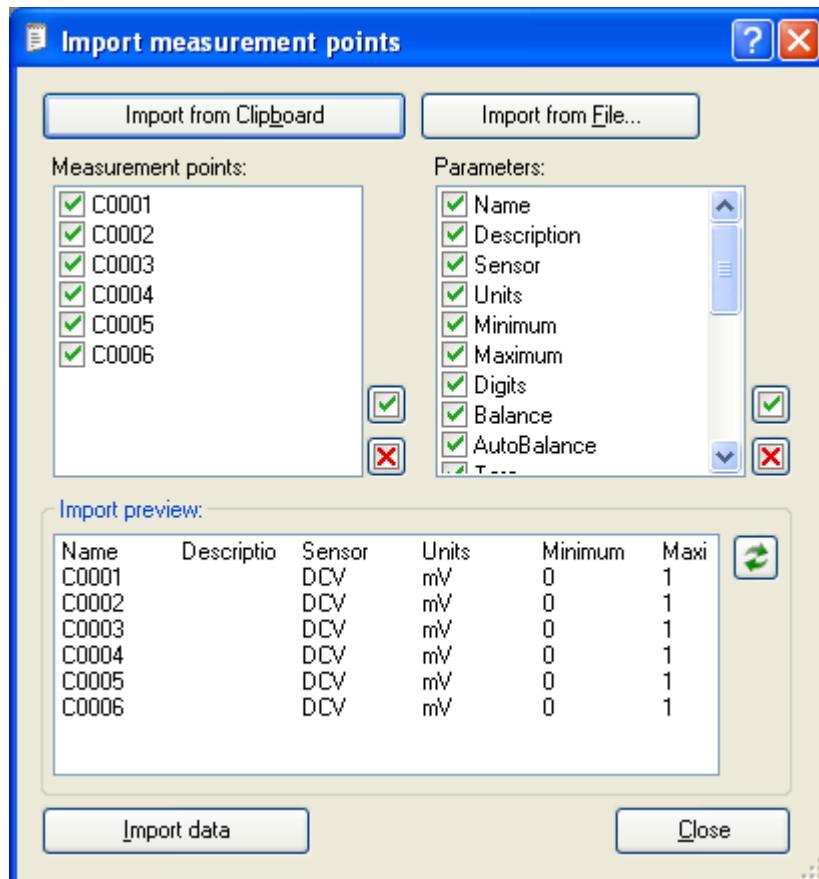 Import measurement points
Import from Clipboard
Import from File...
Measurement points:
C0001
C0002
C0003
C0004
C0005
C0006
Parameters:
Name
Description
Sensor
Units
Minimum
Maximum
Digits
Balance
AutoBalance
Import preview:
Name Descriptio Sensor Units Minimum Maxi
C0001 DCV mV 0 1
C0002 DCV mV 0 1
C0003 DCV mV 0 1
C0004 DCV mV 0 1
C0005 DCV mV 0 1
C0006 DCV mV 0 1
Import data
Close